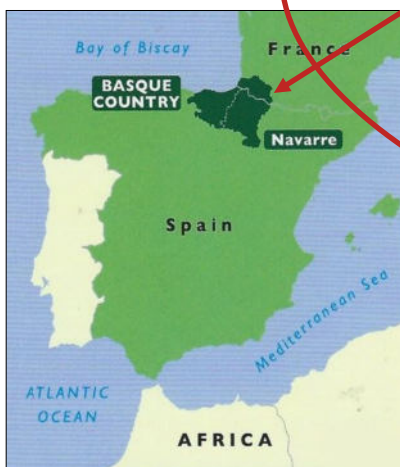 Bay of Biscay
France
BASQUE
COUNTRY
Navarre
Spain
Mediterranean Sea
ATLANTIC
OCEAN
AFRICA